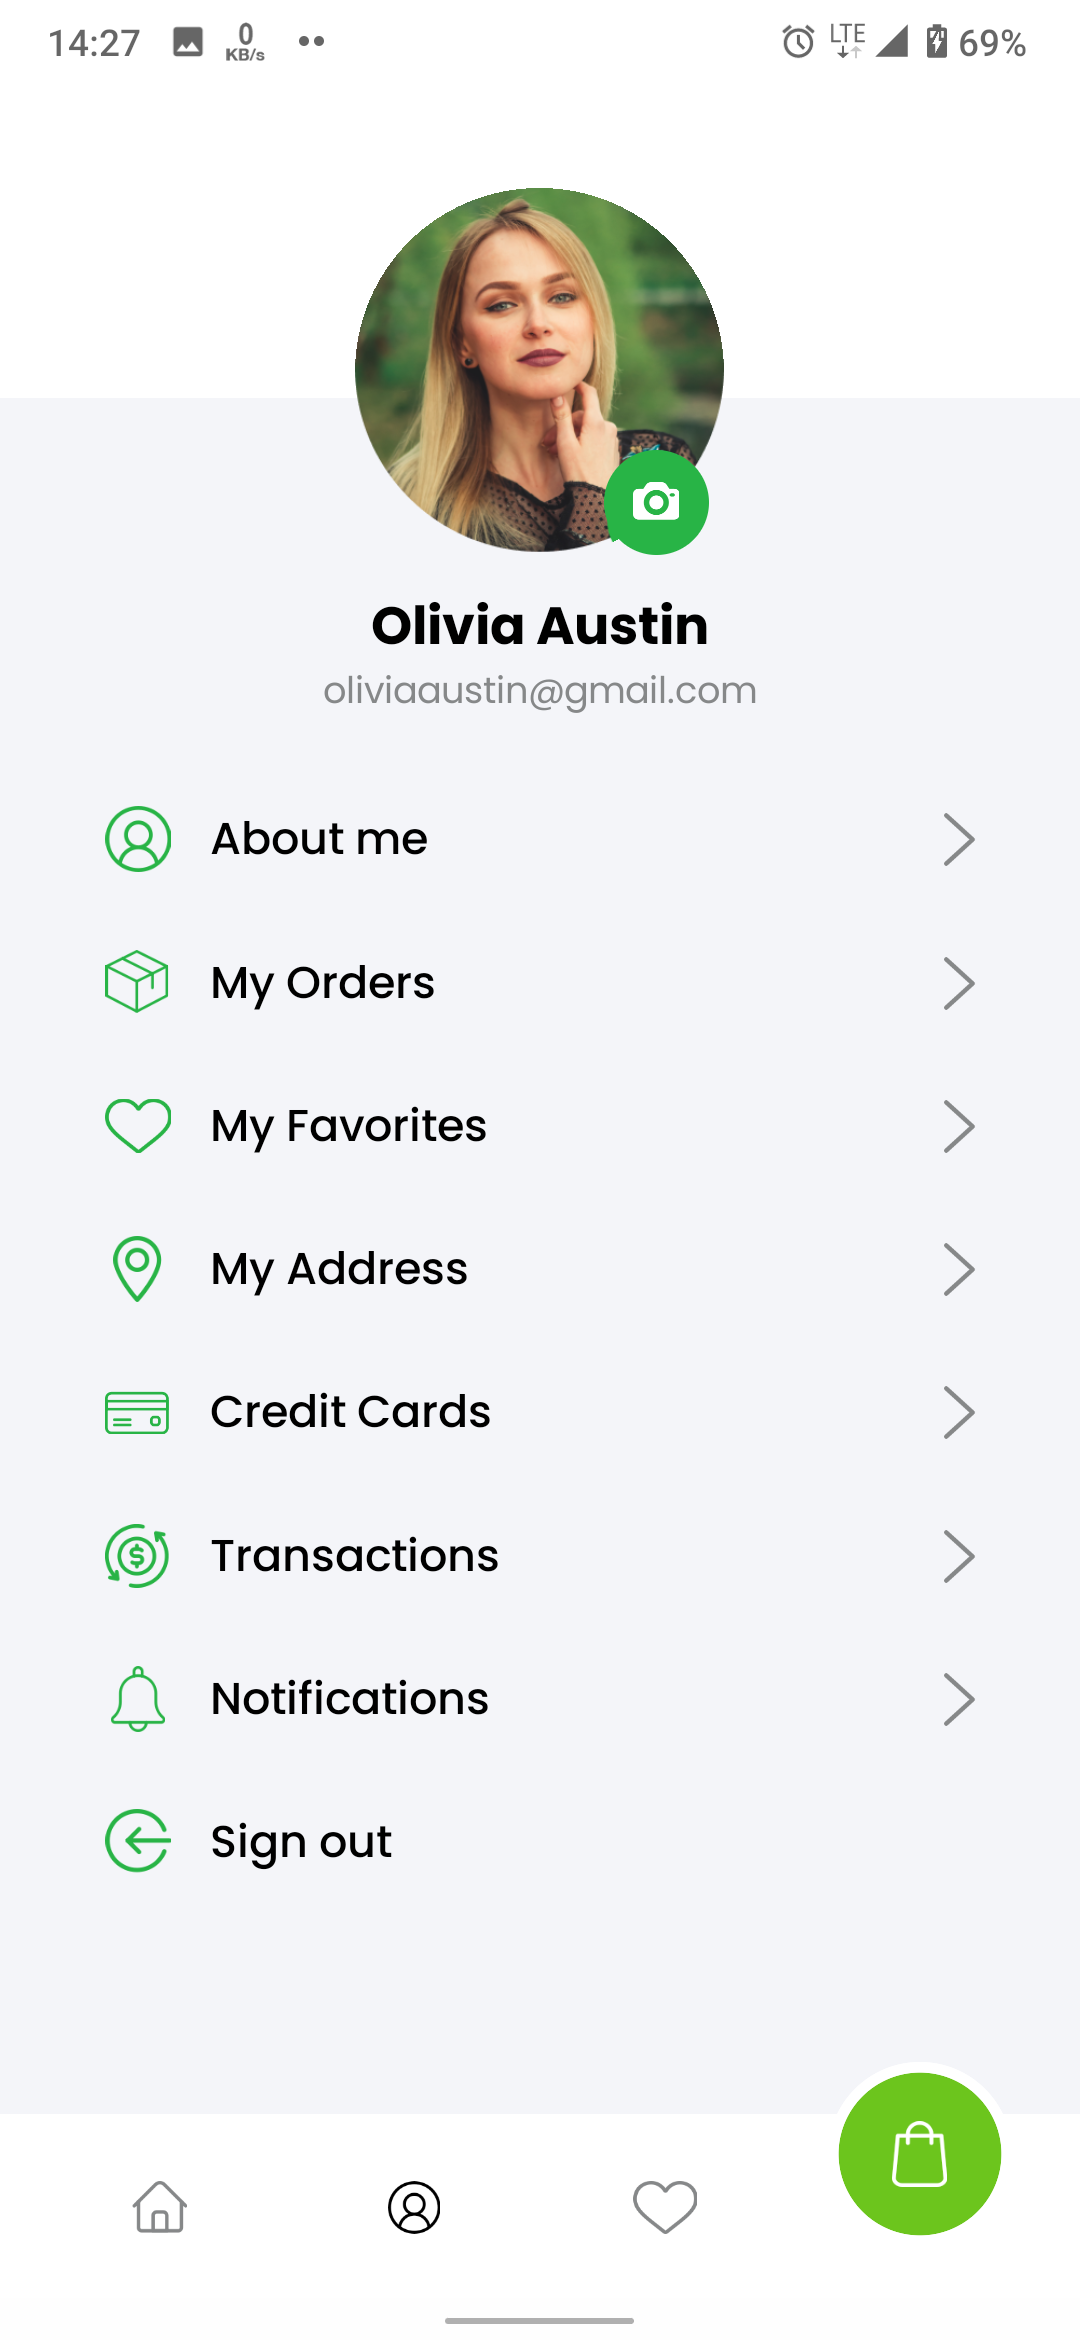 14:27 0 KB/s LTE 69%
Olivia Austin
oliviaaustin@gmail.com
About me
My Orders
My Favorites
My Address
Credit Cards
Transactions
Notifications
Sign out